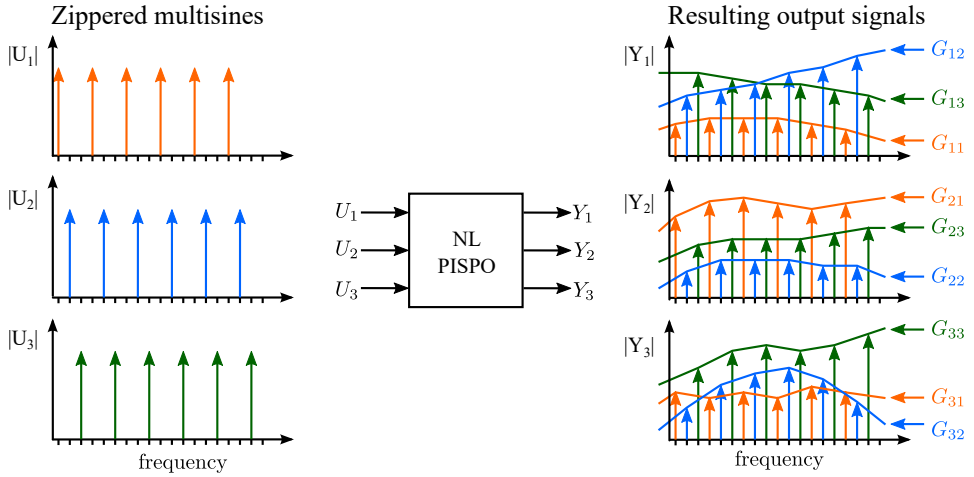 Zippered multisines
|U₁|
|U₂|
|U₃|
frequency
U₁
U₂
U₃
NL
PISPO
Y₁
Y₂
Y₃
Resulting output signals
|Y₁|
G₁₂
G₁₃
G₁₁
|Y₂|
G₂₁
G₂₃
G₂₂
|Y₃|
G₃₃
G₃₁
G₃₂
frequency